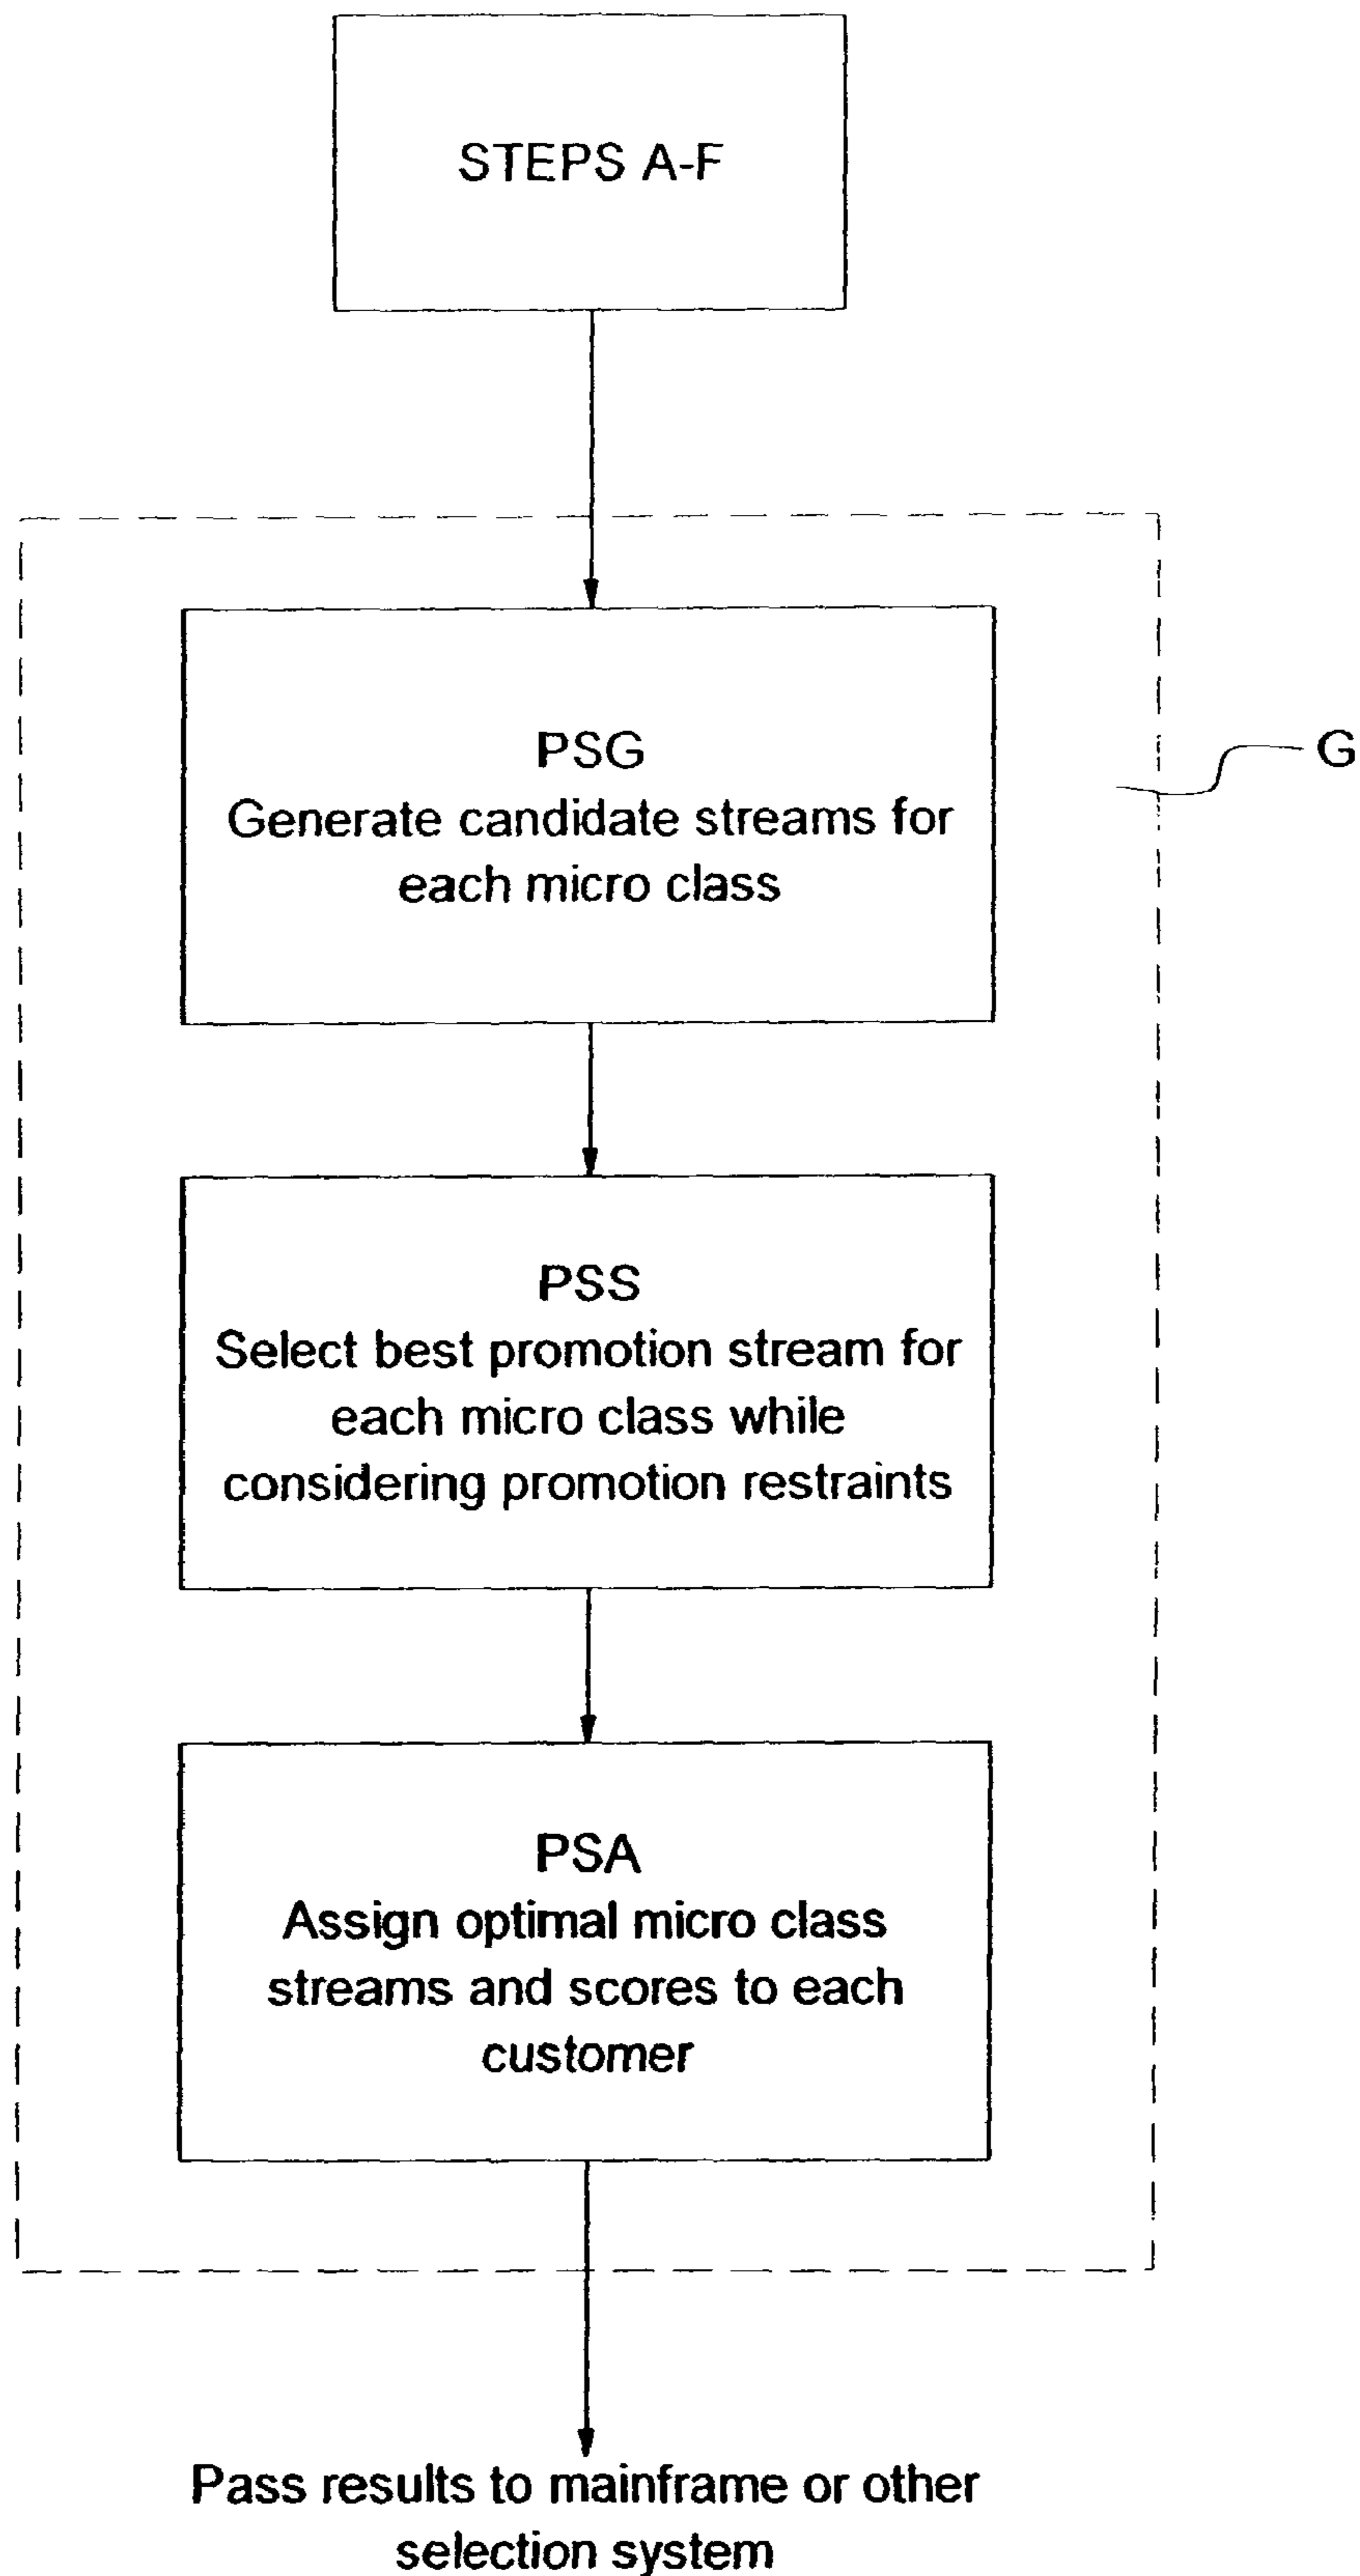 STEPS A-F
PSG
Generate candidate streams for
each micro class
G
PSS
Select best promotion stream for
each micro class while
considering promotion restraints
PSA
Assign optimal micro class
streams and scores to each
customer
Pass results to mainframe or other
selection system